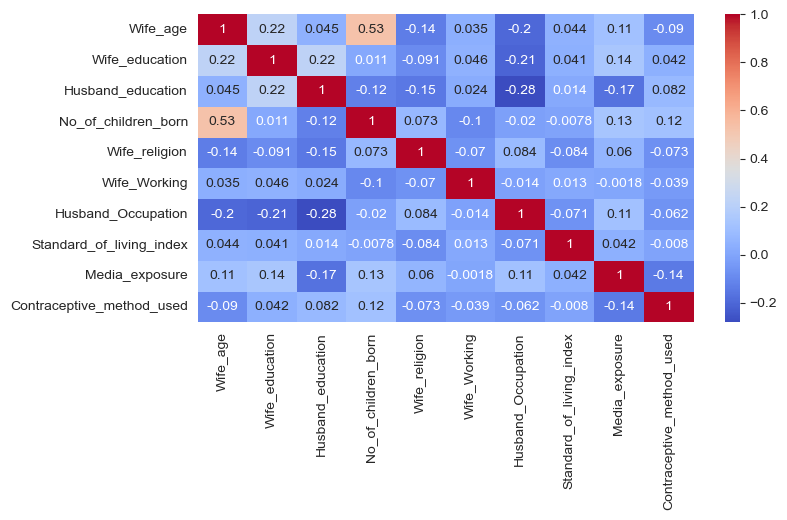 Wife_age 1 0.22 0.045 0.53 -0.14 0.035 -0.2 0.044 0.11 -0.09
Wife_education 0.22 1 0.22 0.011 -0.091 0.046 -0.21 0.041 0.14 0.042
Husband_education 0.045 0.22 1 -0.12 -0.15 0.024 -0.28 0.014 -0.17 0.082
No_of_children_born 0.53 0.011 -0.12 1 0.073 -0.1 -0.02 -0.0078 0.13 0.12
Wife_religion -0.14 -0.091 -0.15 0.073 1 -0.07 0.084 -0.084 0.06 -0.073
Wife_Working 0.035 0.046 0.024 -0.1 -0.07 1 -0.014 0.013 -0.0018 -0.039
Husband_Occupation -0.2 -0.21 -0.28 -0.02 0.084 -0.014 1 -0.071 0.11 -0.062
Standard_of_living_index 0.044 0.041 0.014 -0.0078 -0.084 0.013 -0.071 1 0.042 -0.008
Media_exposure 0.11 0.14 -0.17 0.13 0.06 -0.0018 0.11 0.042 1 -0.14
Contraceptive_method_used -0.09 0.042 0.082 0.12 -0.073 -0.039 -0.062 -0.008 -0.14 1
Wife_age
Wife_education
Husband_education
No_of_children_born
Wife_religion
Wife_Working
Husband_Occupation
Standard_of_living_index
Media_exposure
Contraceptive_method_used
1.0
0.8
0.6
0.4
0.2
0.0
−0.2